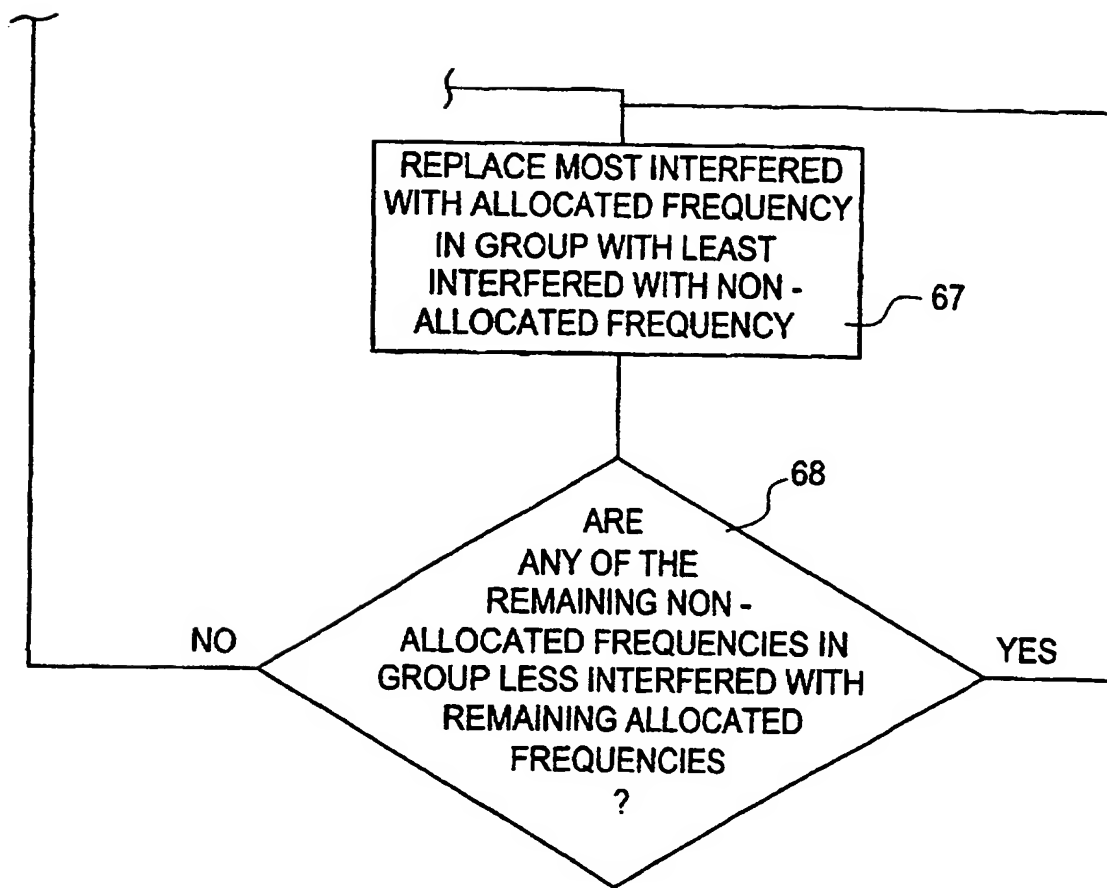 REPLACE MOST INTERFERED
WITH ALLOCATED FREQUENCY
IN GROUP WITH LEAST
INTERFERED WITH NON -
ALLOCATED FREQUENCY
67
68
ARE
ANY OF THE
REMAINING NON -
ALLOCATED FREQUENCIES IN
GROUP LESS INTERFERED WITH
REMAINING ALLOCATED
FREQUENCIES
?
NO
YES